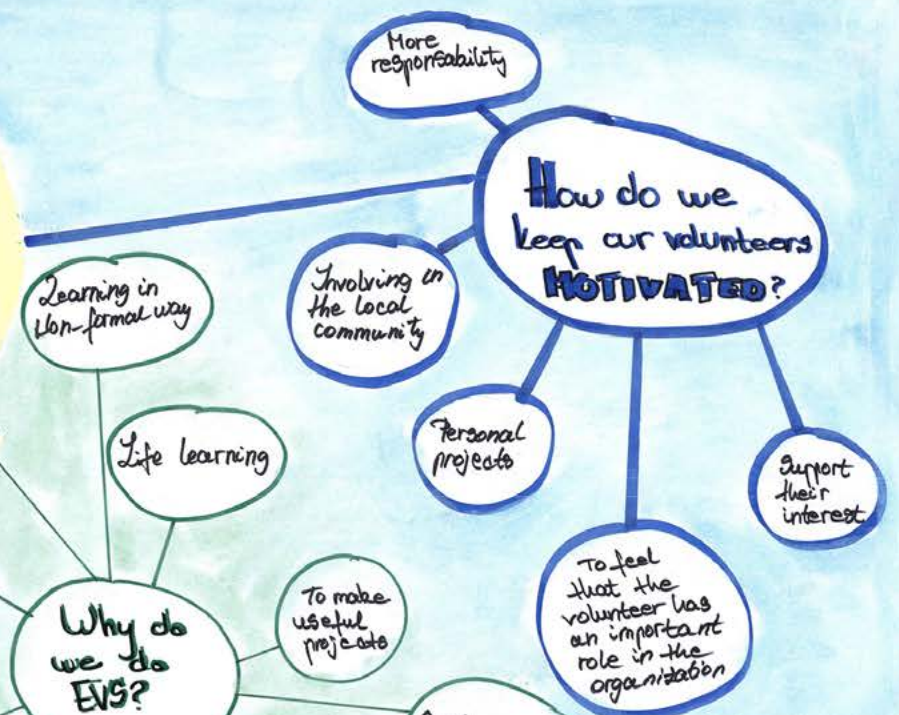 More
responsability
How do we
keep our volunteers
MOTIVATED?
Involving in
the local
community
Learning in
Non-formal way
Life learning
Personal
projects
Support
their
interest
To feel
that the
volunteer has
an important
role in the
organization
To make
useful
projects
Why do
we do
EVS?